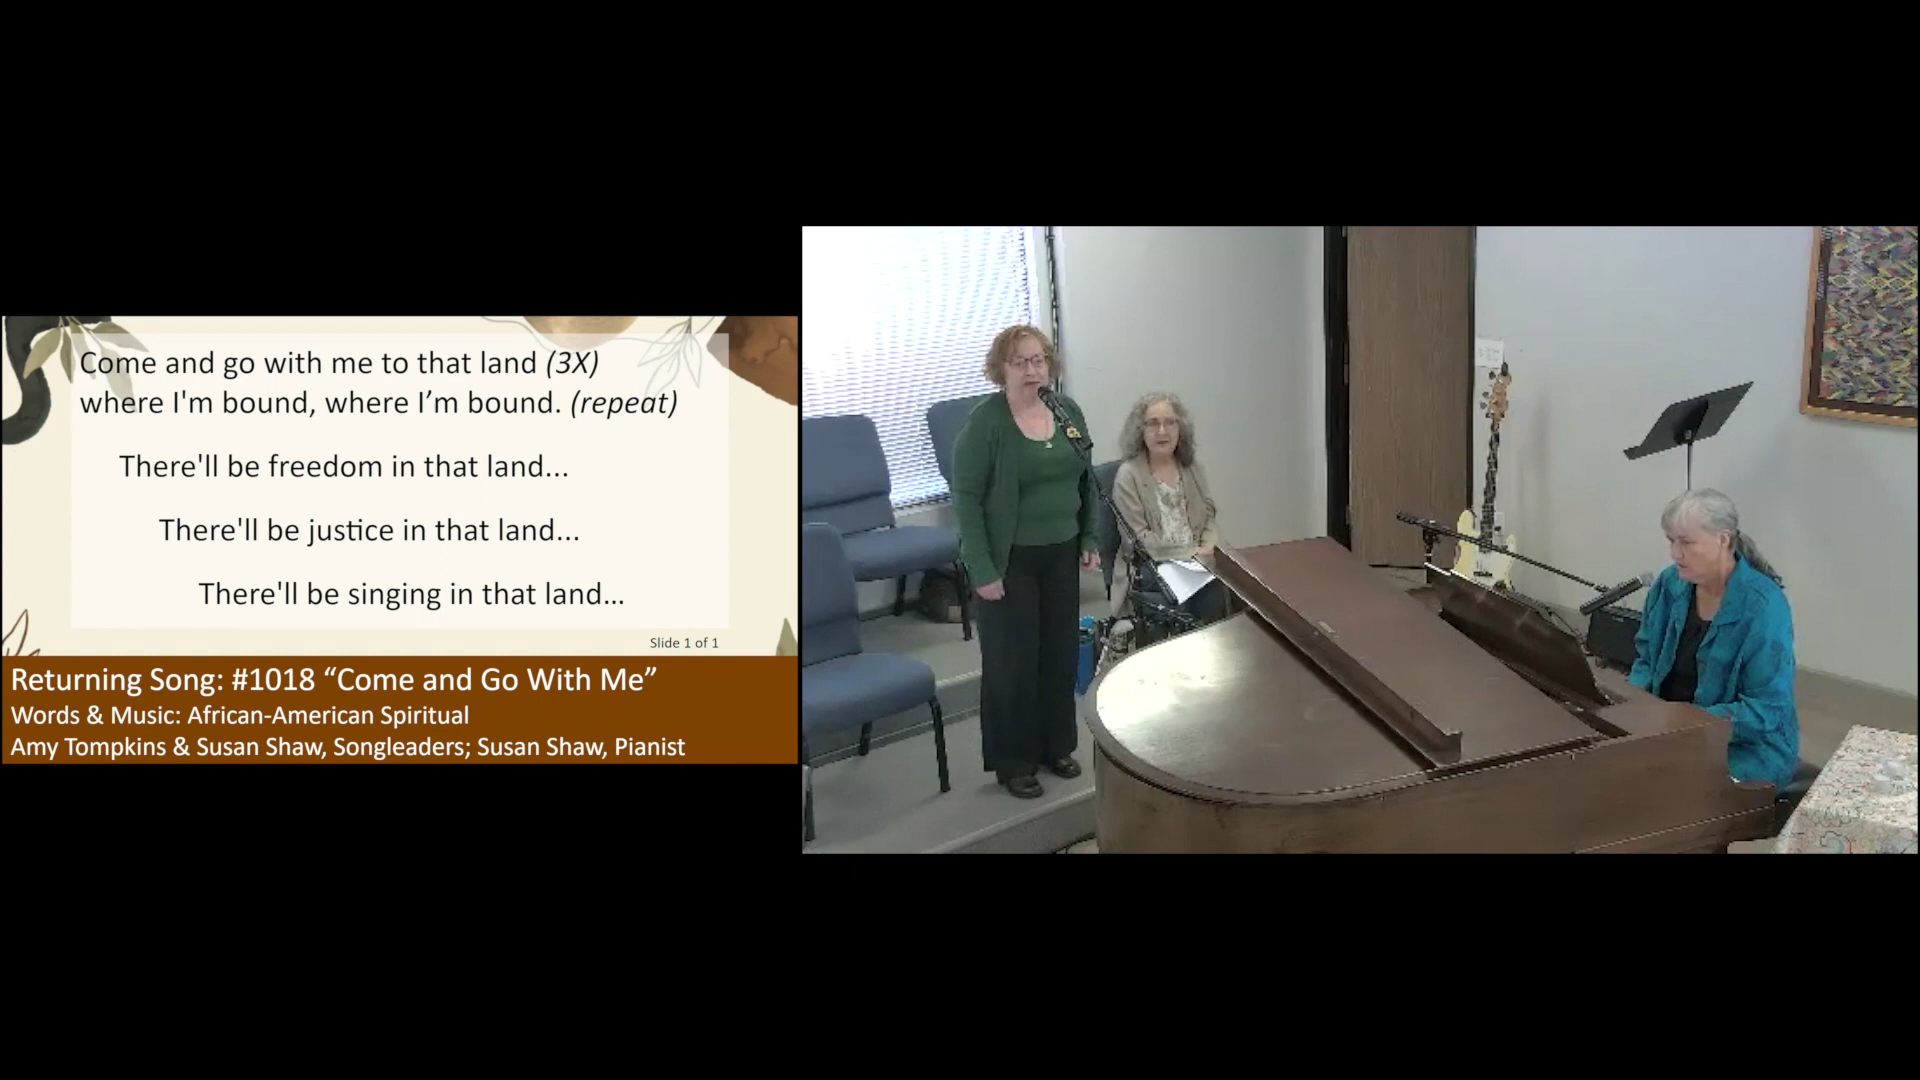 Come and go with me to that land (3X)
where I'm bound, where I’m bound. (repeat)
There'll be freedom in that land...
There'll be justice in that land...
There'll be singing in that land...
Slide 1 of 1
Returning Song: #1018 “Come and Go With Me”
Words & Music: African-American Spiritual
Amy Tompkins & Susan Shaw, Songleaders; Susan Shaw, Pianist